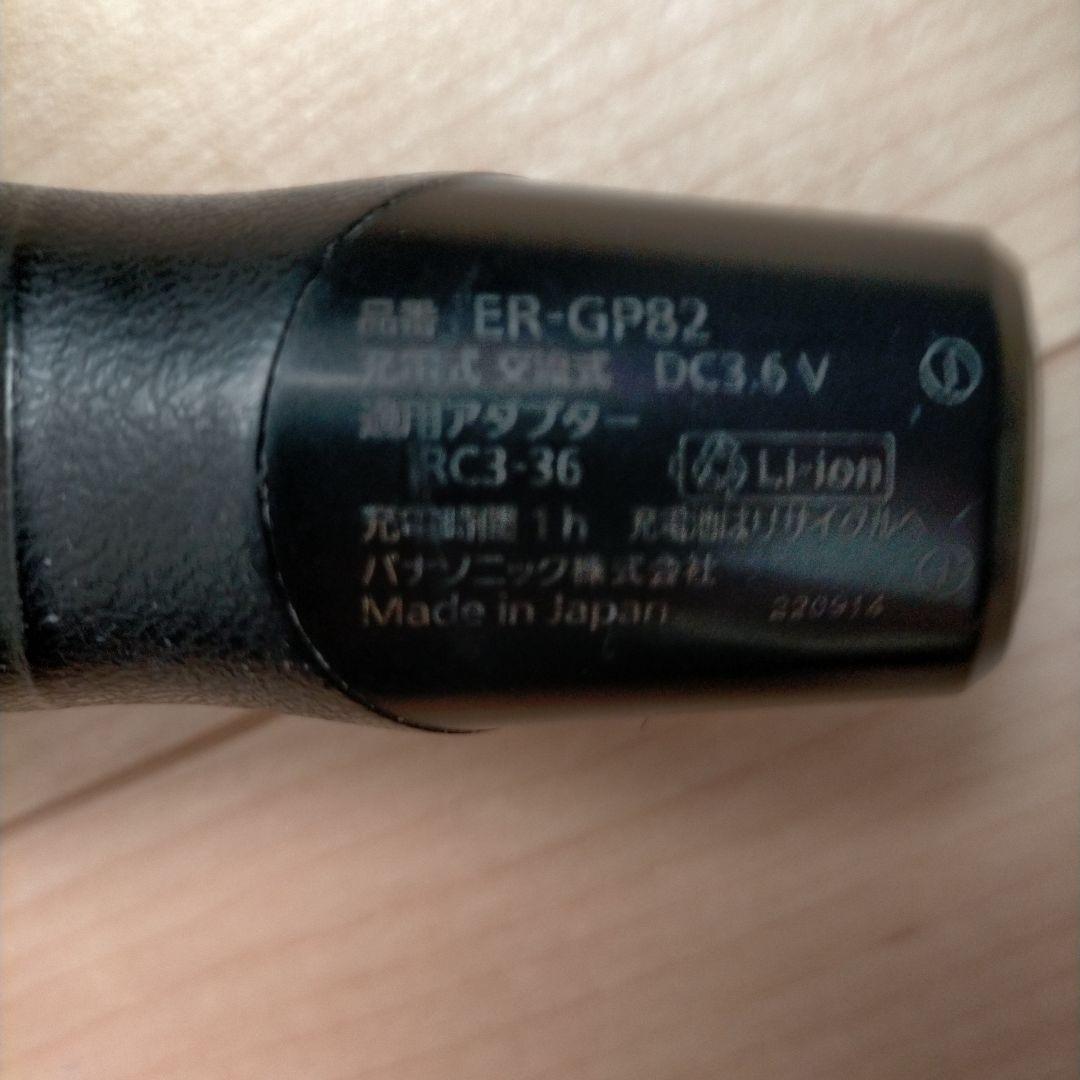 品番 ER-GP82
充電式 交流式 DC3.6 V
適用アダプター
RC3-36
Li-ion
充電時間 1 h 充電池はリサイクルへ
パナソニック株式会社
Made in Japan 220914